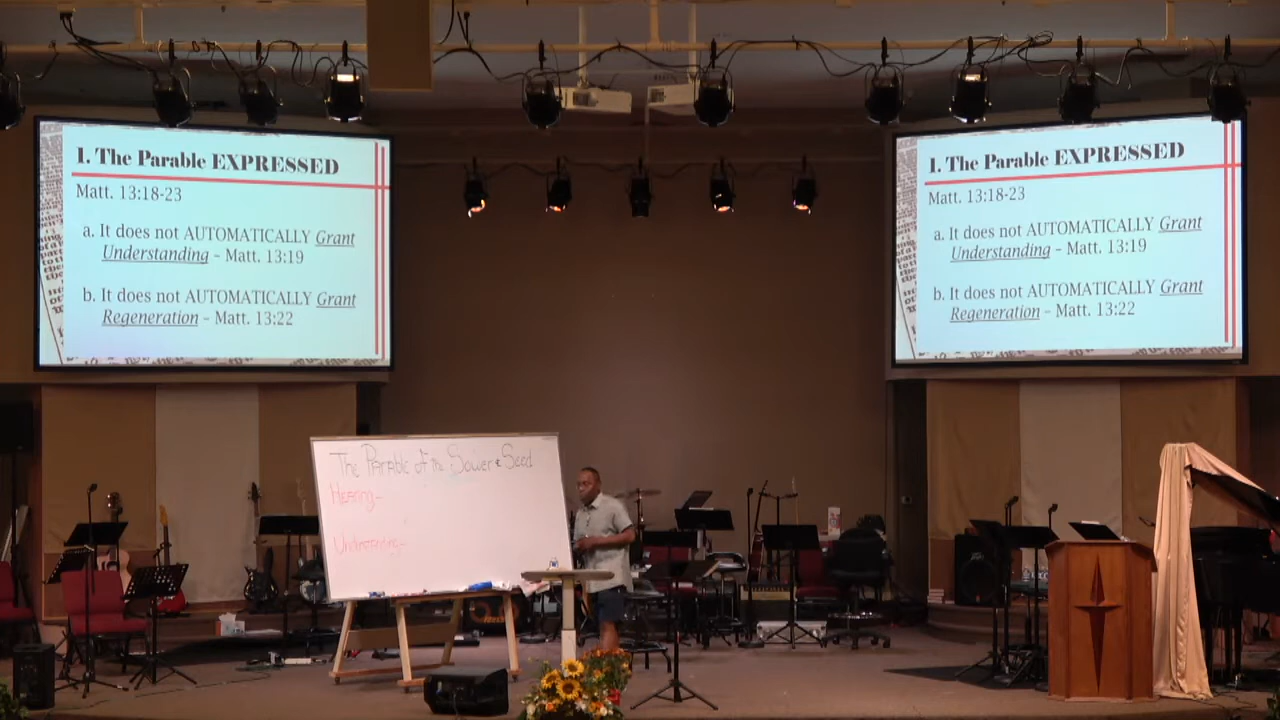 1. The Parable EXPRESSED
Matt. 13:18-23
a. It does not AUTOMATICALLY Grant
Understanding – Matt. 13:19
b. It does not AUTOMATICALLY Grant
Regeneration – Matt. 13:22
1. The Parable EXPRESSED
Matt. 13:18-23
a. It does not AUTOMATICALLY Grant
Understanding – Matt. 13:19
b. It does not AUTOMATICALLY Grant
Regeneration – Matt. 13:22
The Parable of the Sower & Seed
Hearing-
Understanding-